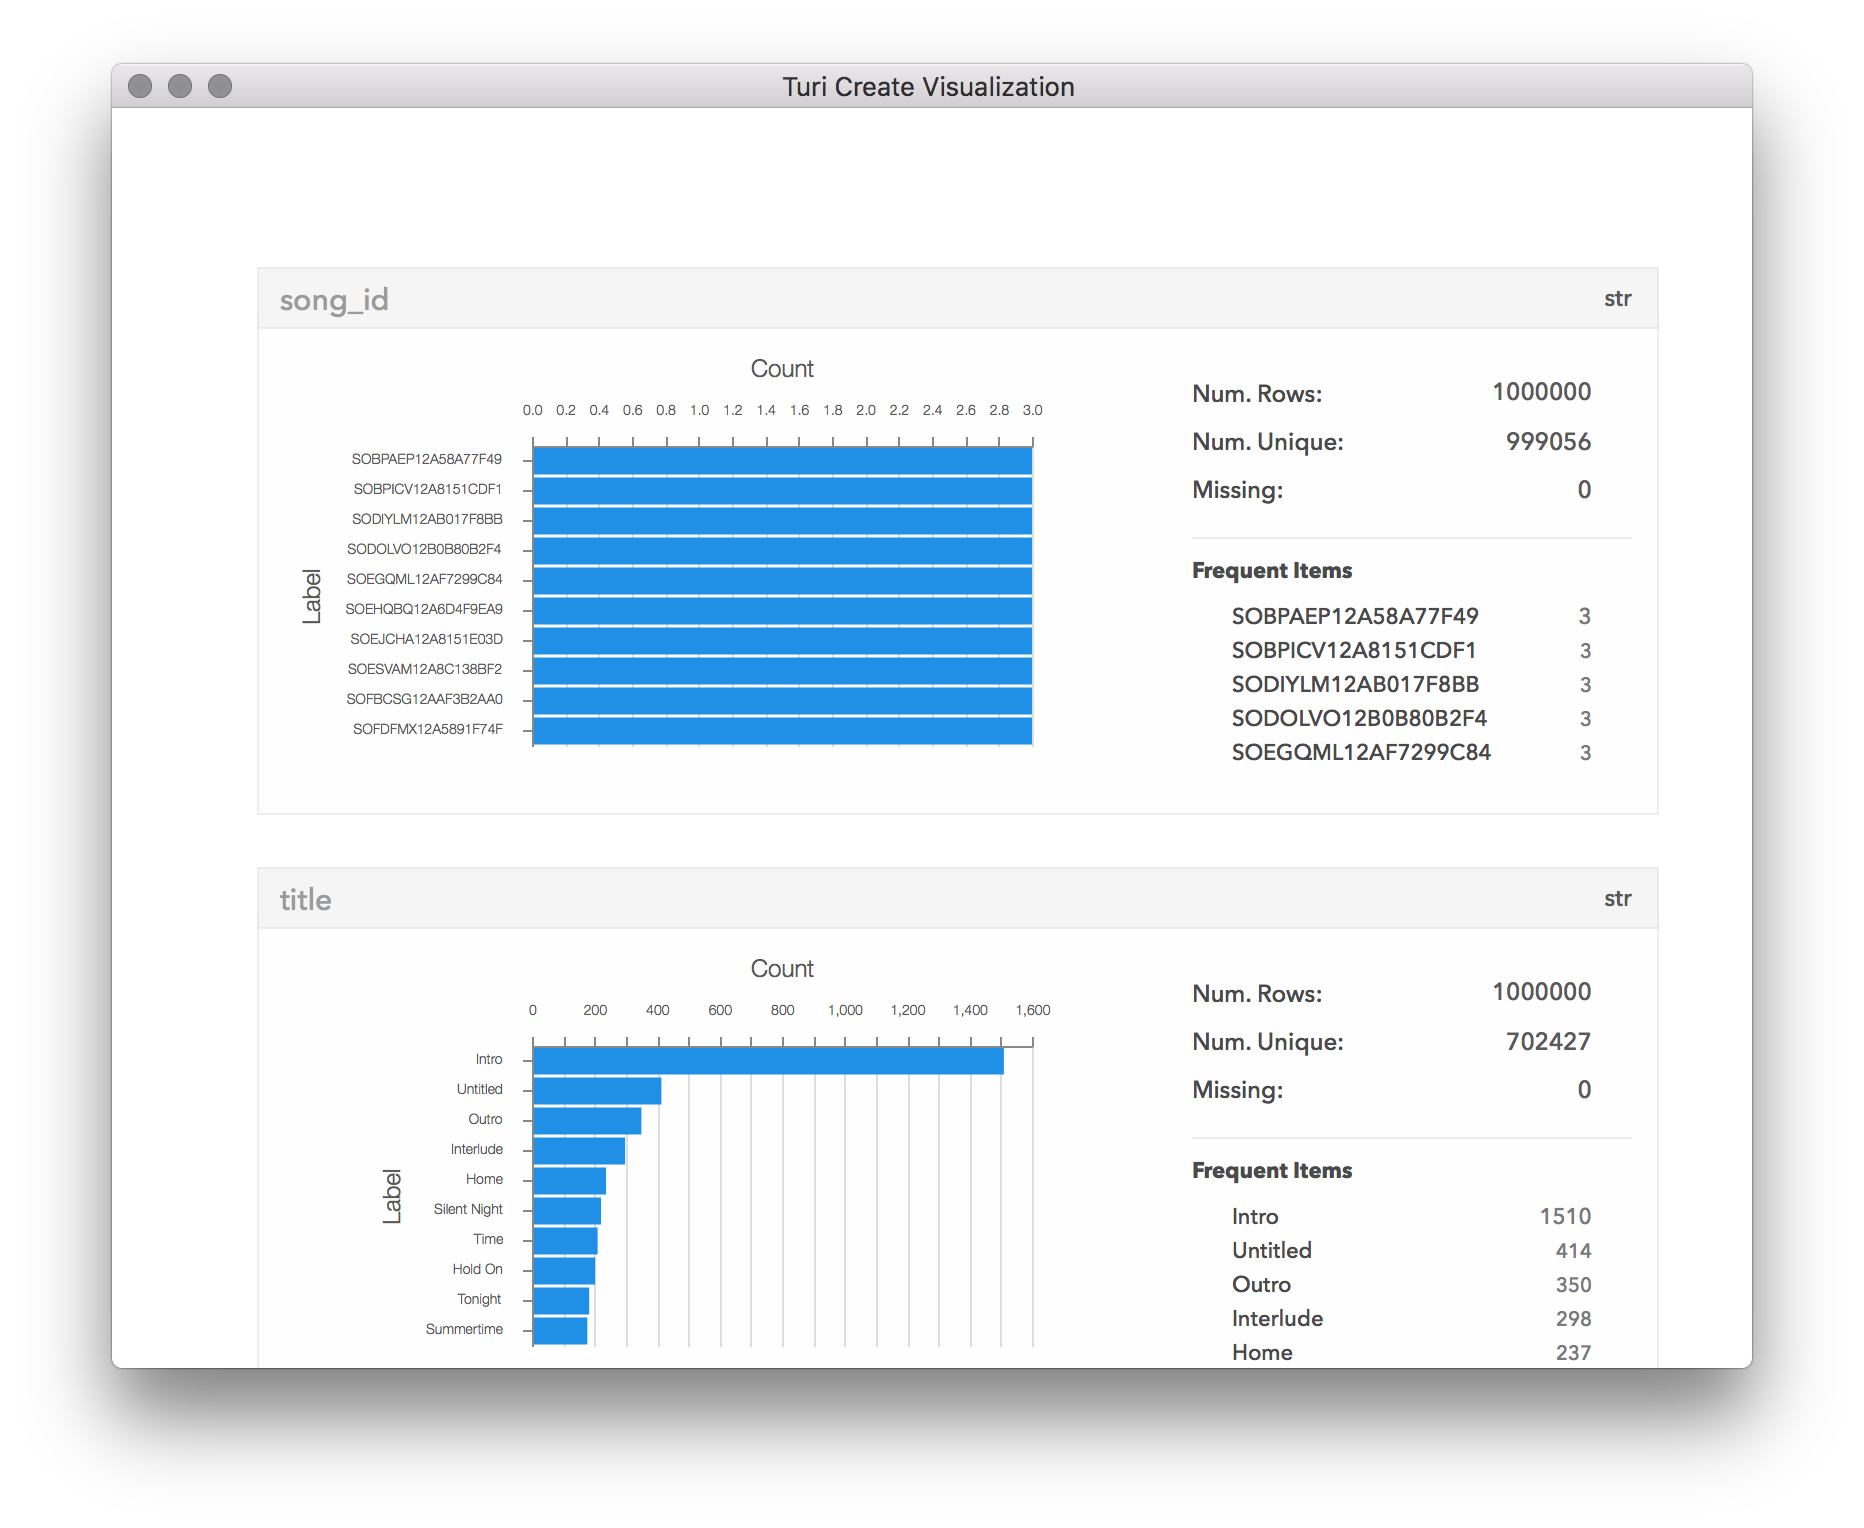 Turi Create Visualization
song_id str
Count
0.0 0.2 0.4 0.6 0.8 1.0 1.2 1.4 1.6 1.8 2.0 2.2 2.4 2.6 2.8 3.0
Label
SOBPAEP12A58A77F49
SOBPICV12A8151CDF1
SODIYLM12AB017F8BB
SODOLVO12B0B80B2F4
SOEGQML12AF7299C84
SOEHQBQ12A6D4F9EA9
SOEJCHA12A8151E03D
SOESVAM12A8C138BF2
SOFBCSG12AAF3B2AA0
SOFDFMX12A5891F74F
Num. Rows: 1000000
Num. Unique: 999056
Missing: 0
Frequent Items
SOBPAEP12A58A77F49 3
SOBPICV12A8151CDF1 3
SODIYLM12AB017F8BB 3
SODOLVO12B0B80B2F4 3
SOEGQML12AF7299C84 3
title str
Count
0 200 400 600 800 1,000 1,200 1,400 1,600
Label
Intro
Untitled
Outro
Interlude
Home
Silent Night
Time
Hold On
Tonight
Summertime
Num. Rows: 1000000
Num. Unique: 702427
Missing: 0
Frequent Items
Intro 1510
Untitled 414
Outro 350
Interlude 298
Home 237